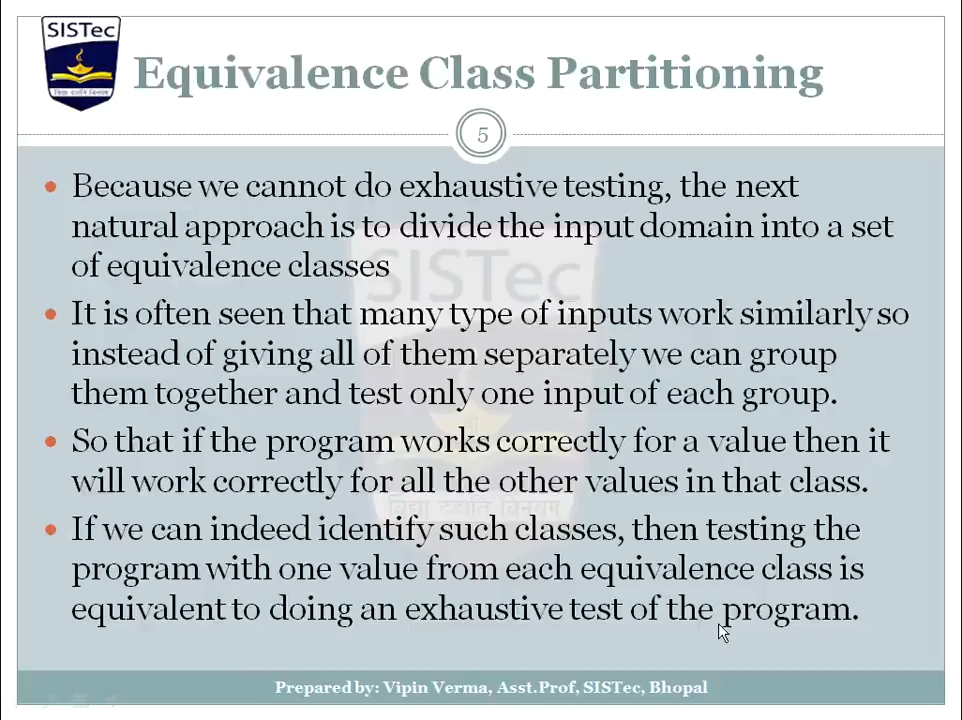 SISTec
Equivalence Class Partitioning
5
Because we cannot do exhaustive testing, the next
natural approach is to divide the input domain into a set
of equivalence classes
It is often seen that many type of inputs work similarly so
instead of giving all of them separately we can group
them together and test only one input of each group.
So that if the program works correctly for a value then it
will work correctly for all the other values in that class.
If we can indeed identify such classes, then testing the
program with one value from each equivalence class is
equivalent to doing an exhaustive test of the program.
SISTec
विद्या ददाति विनयम्
Prepared by: Vipin Verma, Asst.Prof, SISTec, Bhopal